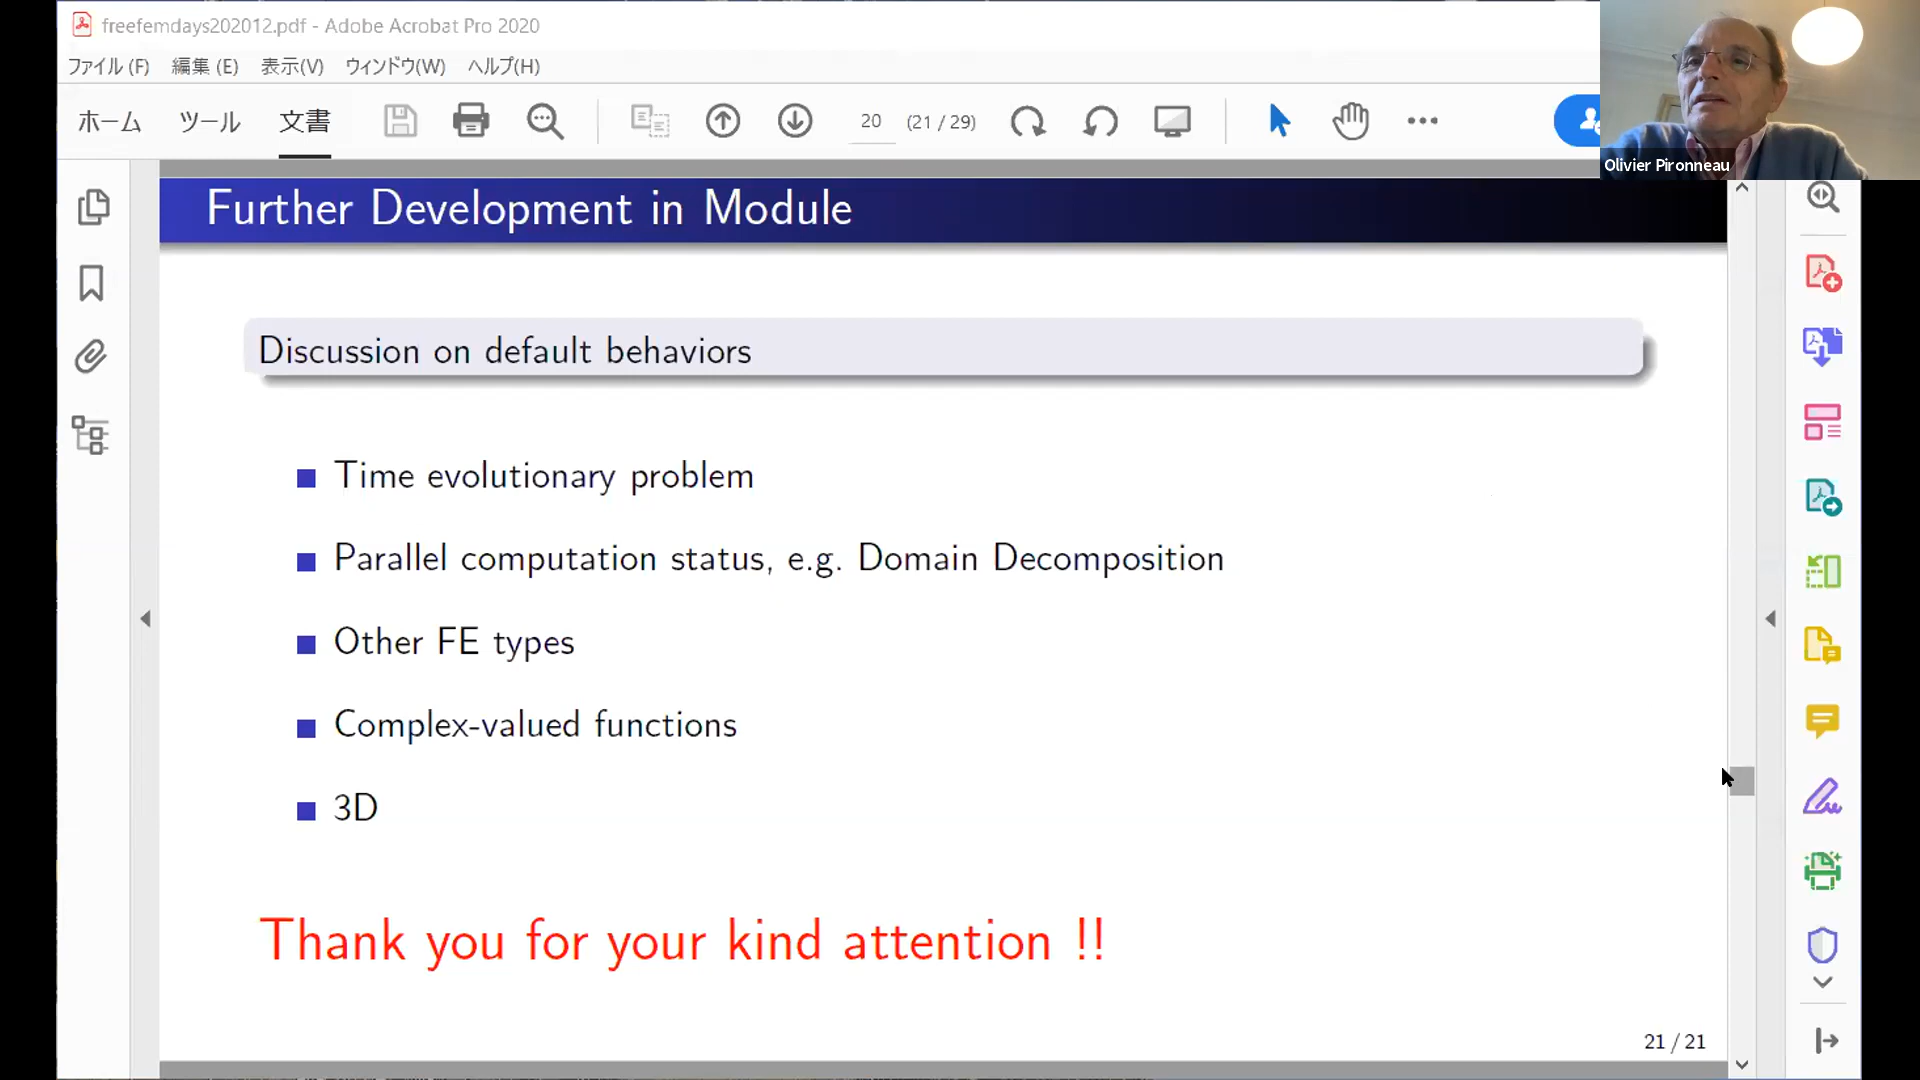 freefemdays202012.pdf - Adobe Acrobat Pro 2020
ファイル(F) 編集(E) 表示(V) ウィンドウ(W) ヘルプ(H)
ホーム ツール 文書 20 (21 / 29)
Olivier Pironneau
Further Development in Module
Discussion on default behaviors
Time evolutionary problem
Parallel computation status, e.g. Domain Decomposition
Other FE types
Complex-valued functions
3D
Thank you for your kind attention !!
21 / 21